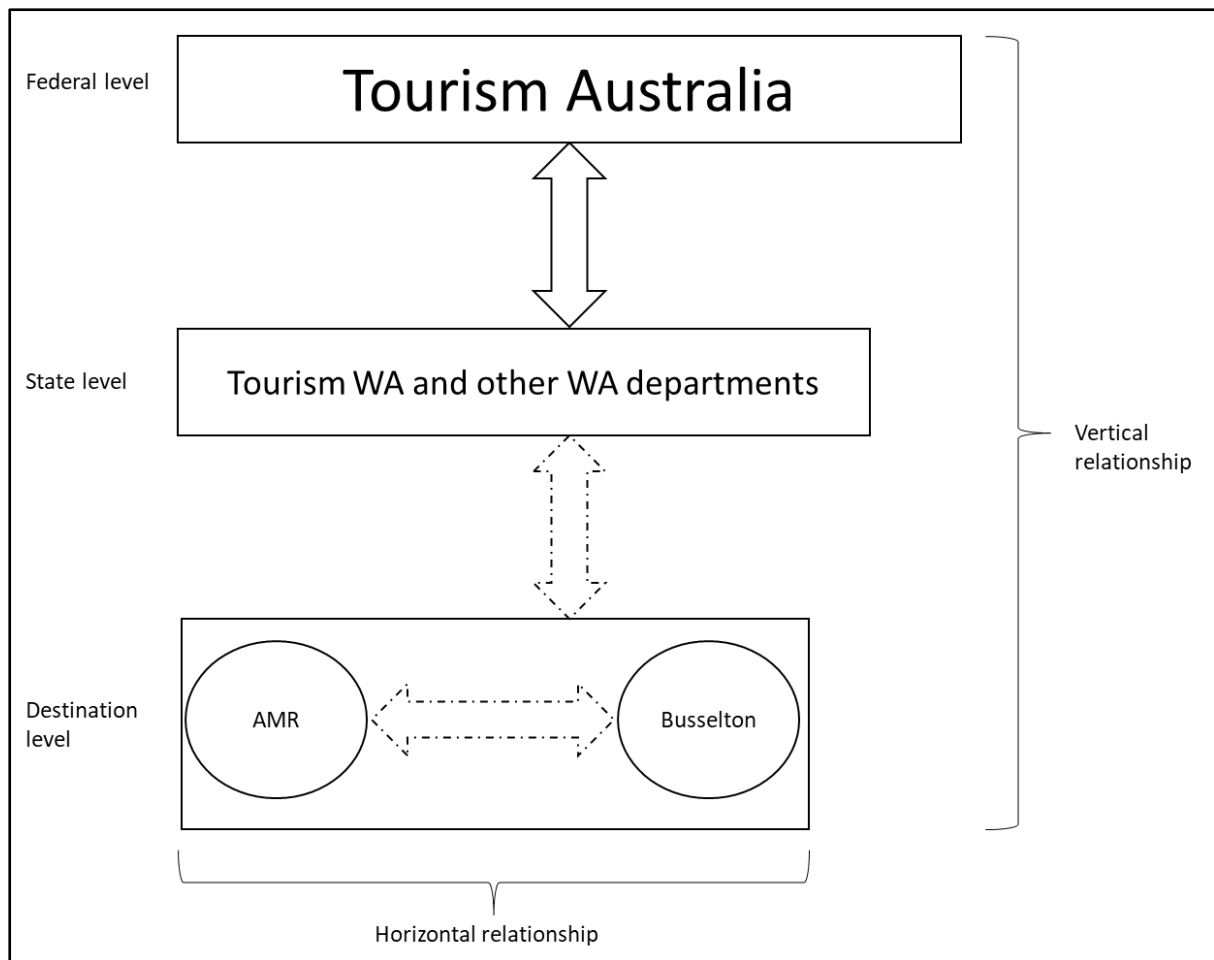 Federal level
Tourism Australia
State level
Tourism WA and other WA departments
Vertical
relationship
Destination
level
AMR
Busselton
Horizontal relationship